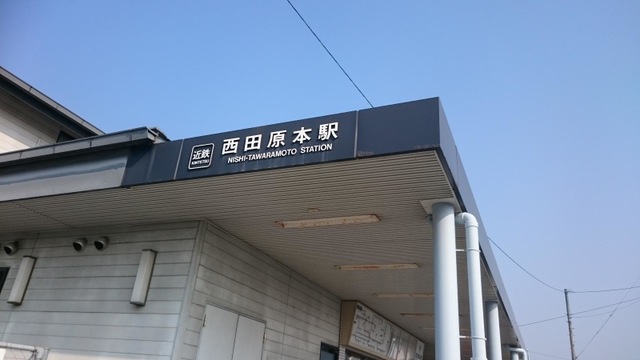 近鉄
KINTETSU
西田原本駅
NISHI-TAWARAMOTO STATION